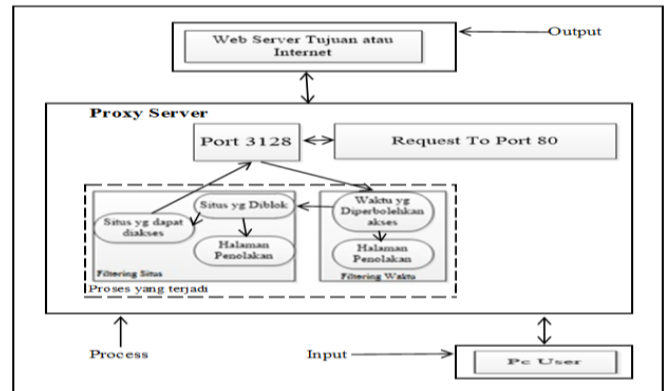 Web Server Tujuan atau
Internet
Output
Proxy Server
Port 3128
Request To Port 80
Situs yg dapat
diakses
Situs yg Diblok
Halaman
Penolakan
Filtering Situs
Waktu yg
Diperbolehkan
akses
Halaman
Penolakan
Filtering Waktu
Proses yang terjadi
Process
Input
Pc User